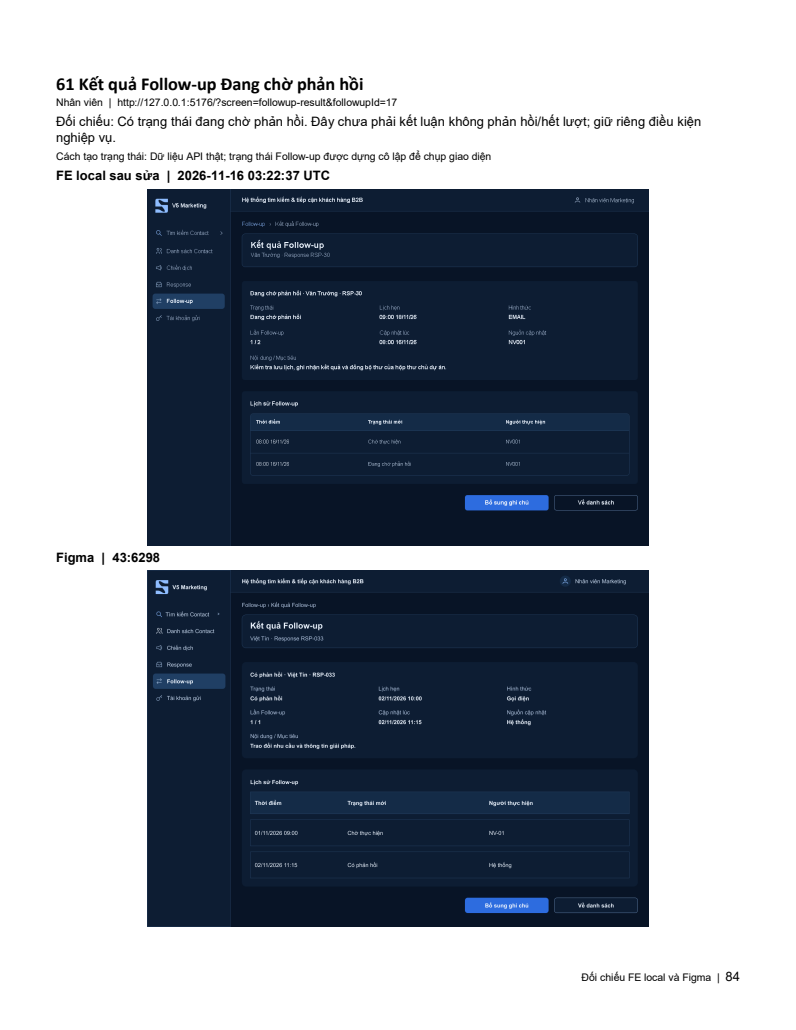 61 Kết quả Follow-up Đang chờ phản hồi
Nhân viên | http://127.0.0.1:5176/?screen=followup-result&followupId=17
Đối chiếu: Có trạng thái đang chờ phản hồi. Đây chưa phải kết luận không phản hồi/hết lượt; giữ riêng điều kiện
nghiệp vụ.
Cách tạo trạng thái: Dữ liệu API thật; trạng thái Follow-up được dựng cô lập để chụp giao diện
FE local sau sửa | 2026-11-16 03:22:37 UTC
V5 Marketing
Hệ thống tìm kiếm & tiếp cận khách hàng B2B
Nhân viên Marketing
Tìm kiếm Contact
Danh sách Contact
Chiến dịch
Response
Follow-up
Tài khoản gửi
Follow-up › Kết quả Follow-up
Kết quả Follow-up
Văn Trường · Response RSP-30
Đang chờ phản hồi · Văn Trường · RSP-30
Trạng thái Lịch hẹn Hình thức
Đang chờ phản hồi 09:00 18/11/26 EMAIL
Lần Follow-up Cập nhật lúc Nguồn cập nhật
1 / 2 08:00 16/11/26 NV001
Nội dung / Mục tiêu
Kiểm tra lưu lịch, ghi nhận kết quả và đồng bộ thư của hộp thư chủ dự án.
Lịch sử Follow-up
Thời điểm Trạng thái mới Người thực hiện
08:00 16/11/26 Chờ thực hiện NV001
08:00 16/11/26 Đang chờ phản hồi NV001
Bổ sung ghi chú Về danh sách
Figma | 43:6298
V5 Marketing
Hệ thống tìm kiếm & tiếp cận khách hàng B2B
Nhân viên Marketing
Tìm kiếm Contact
Danh sách Contact
Chiến dịch
Response
Follow-up
Tài khoản gửi
Follow-up › Kết quả Follow-up
Kết quả Follow-up
Việt Tín · Response RSP-033
Có phản hồi · Việt Tín · RSP-033
Trạng thái Lịch hẹn Hình thức
Có phản hồi 02/11/2026 10:00 Gọi điện
Lần Follow-up Cập nhật lúc Nguồn cập nhật
1 / 1 02/11/2026 11:15 Hệ thống
Nội dung / Mục tiêu
Trao đổi nhu cầu và thông tin giải pháp.
Lịch sử Follow-up
Thời điểm Trạng thái mới Người thực hiện
01/11/2026 09:00 Chờ thực hiện NV-01
02/11/2026 11:15 Có phản hồi Hệ thống
Bổ sung ghi chú Về danh sách
Đối chiếu FE local và Figma | 84